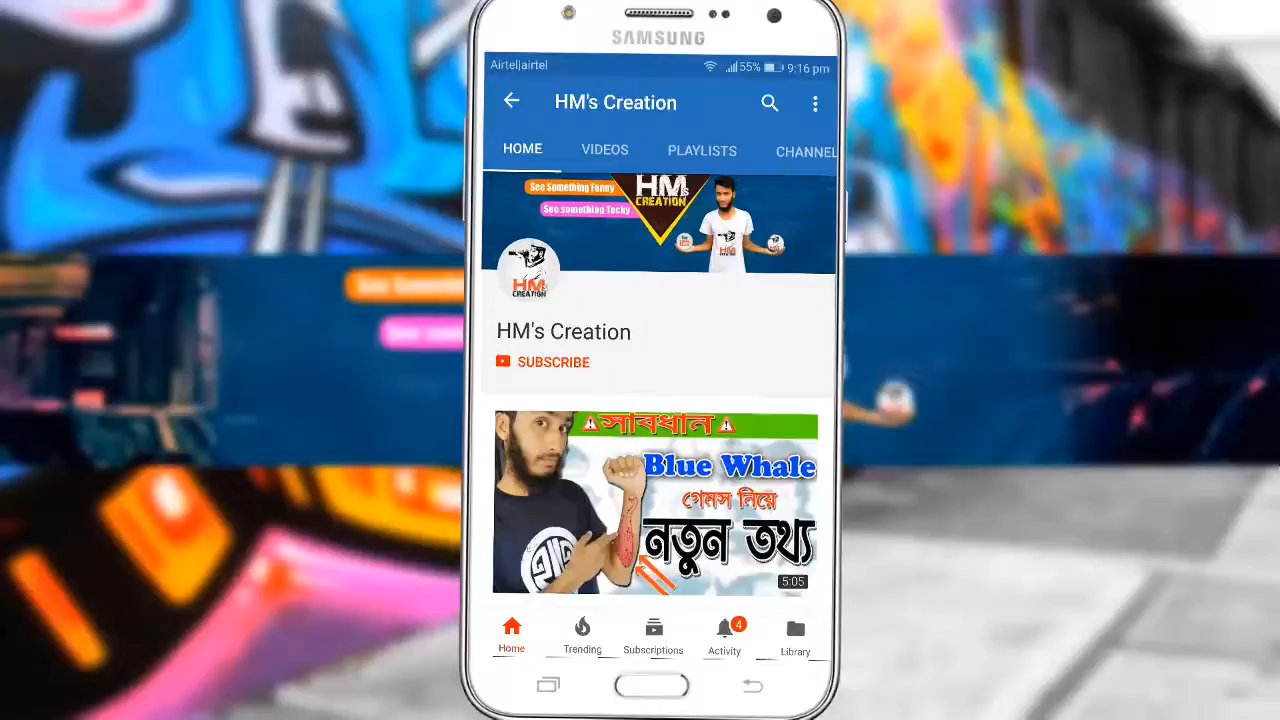 SAMSUNG
Airtel|airtel
55% 9:16 pm
HM's Creation
HOME VIDEOS PLAYLISTS CHANNEL
See Something Funny
See something Techy
HM's
CREATION
HM
CREATION
HM's
CREATION
HM's Creation
SUBSCRIBE
সাবধান
Blue Whale
গেমস নিয়ে
নতুন তথ্য
5:05
4
Home Trending Subscriptions Activity Library